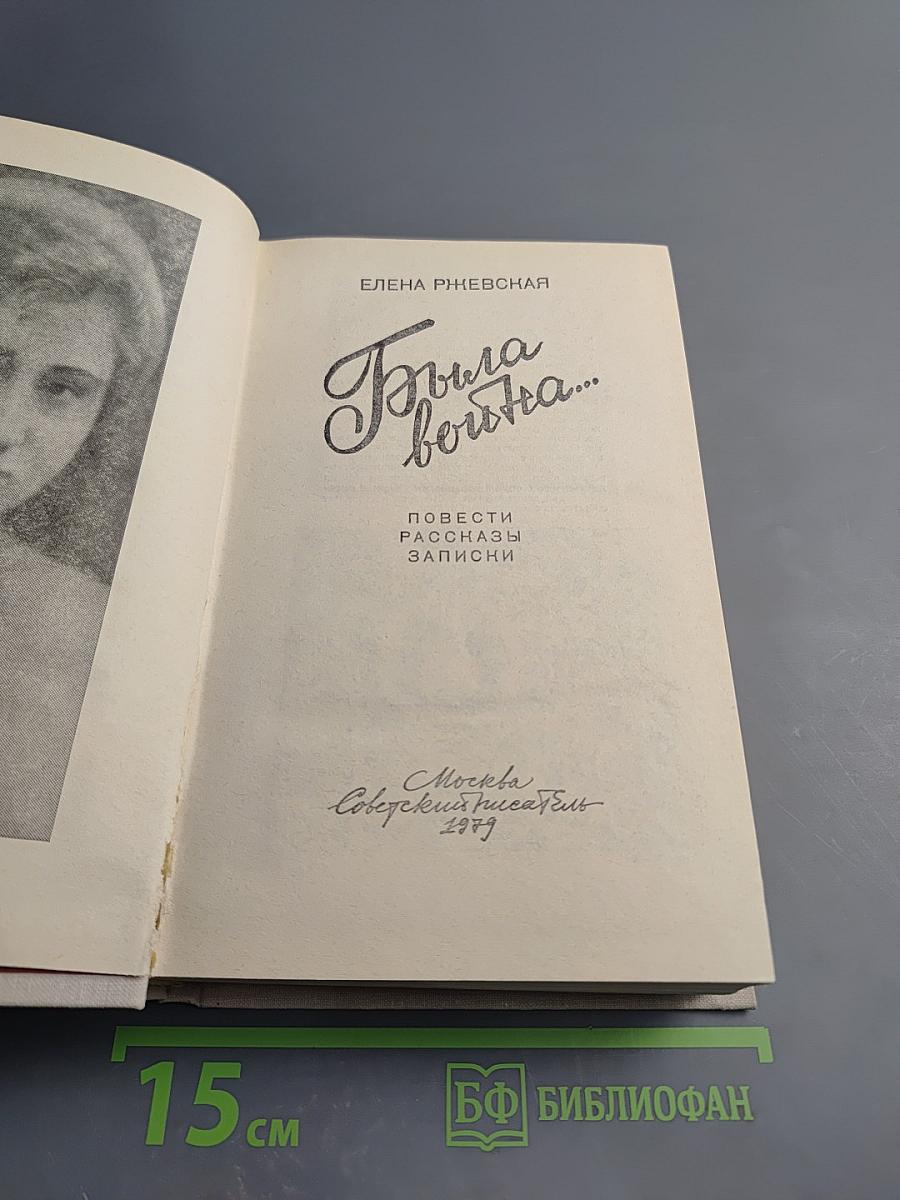 ЕЛЕНА РЖЕВСКАЯ
Была
война...
ПОВЕСТИ
РАССКАЗЫ
ЗАПИСКИ
Москва
Советский писатель
1979
15 см
БФ БИБЛИОФАН